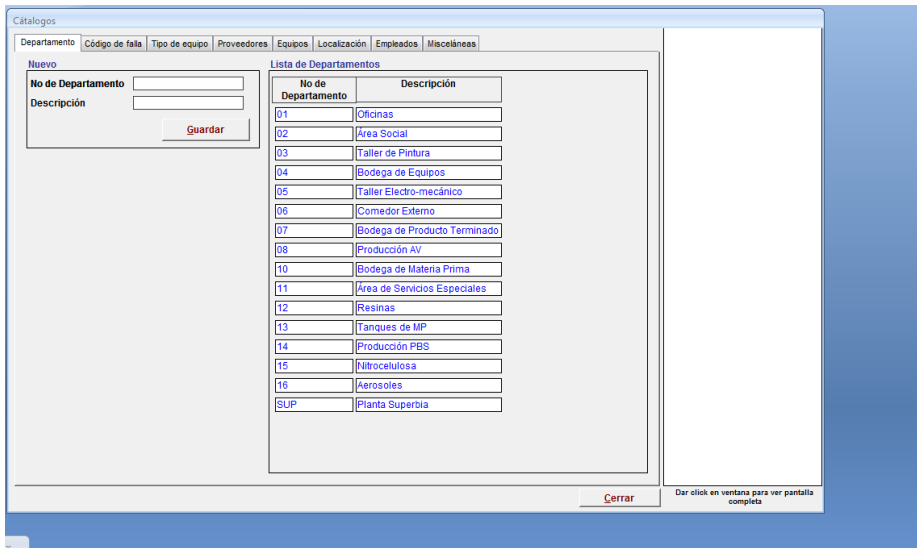 Cátalogos
Departamento Código de falla Tipo de equipo Proveedores Equipos Localización Empleados Misceláneas
Nuevo
No de Departamento
Descripción
Guardar
Lista de Departamentos
No de Departamento Descripción
01 Oficinas
02 Área Social
03 Taller de Pintura
04 Bodega de Equipos
05 Taller Electro-mecánico
06 Comedor Externo
07 Bodega de Producto Terminado
08 Producción AV
10 Bodega de Materia Prima
11 Área de Servicios Especiales
12 Resinas
13 Tanques de MP
14 Producción PBS
15 Nitrocelulosa
16 Aerosoles
SUP Planta Superbia
Cerrar
Dar click en ventana para ver pantalla
completa